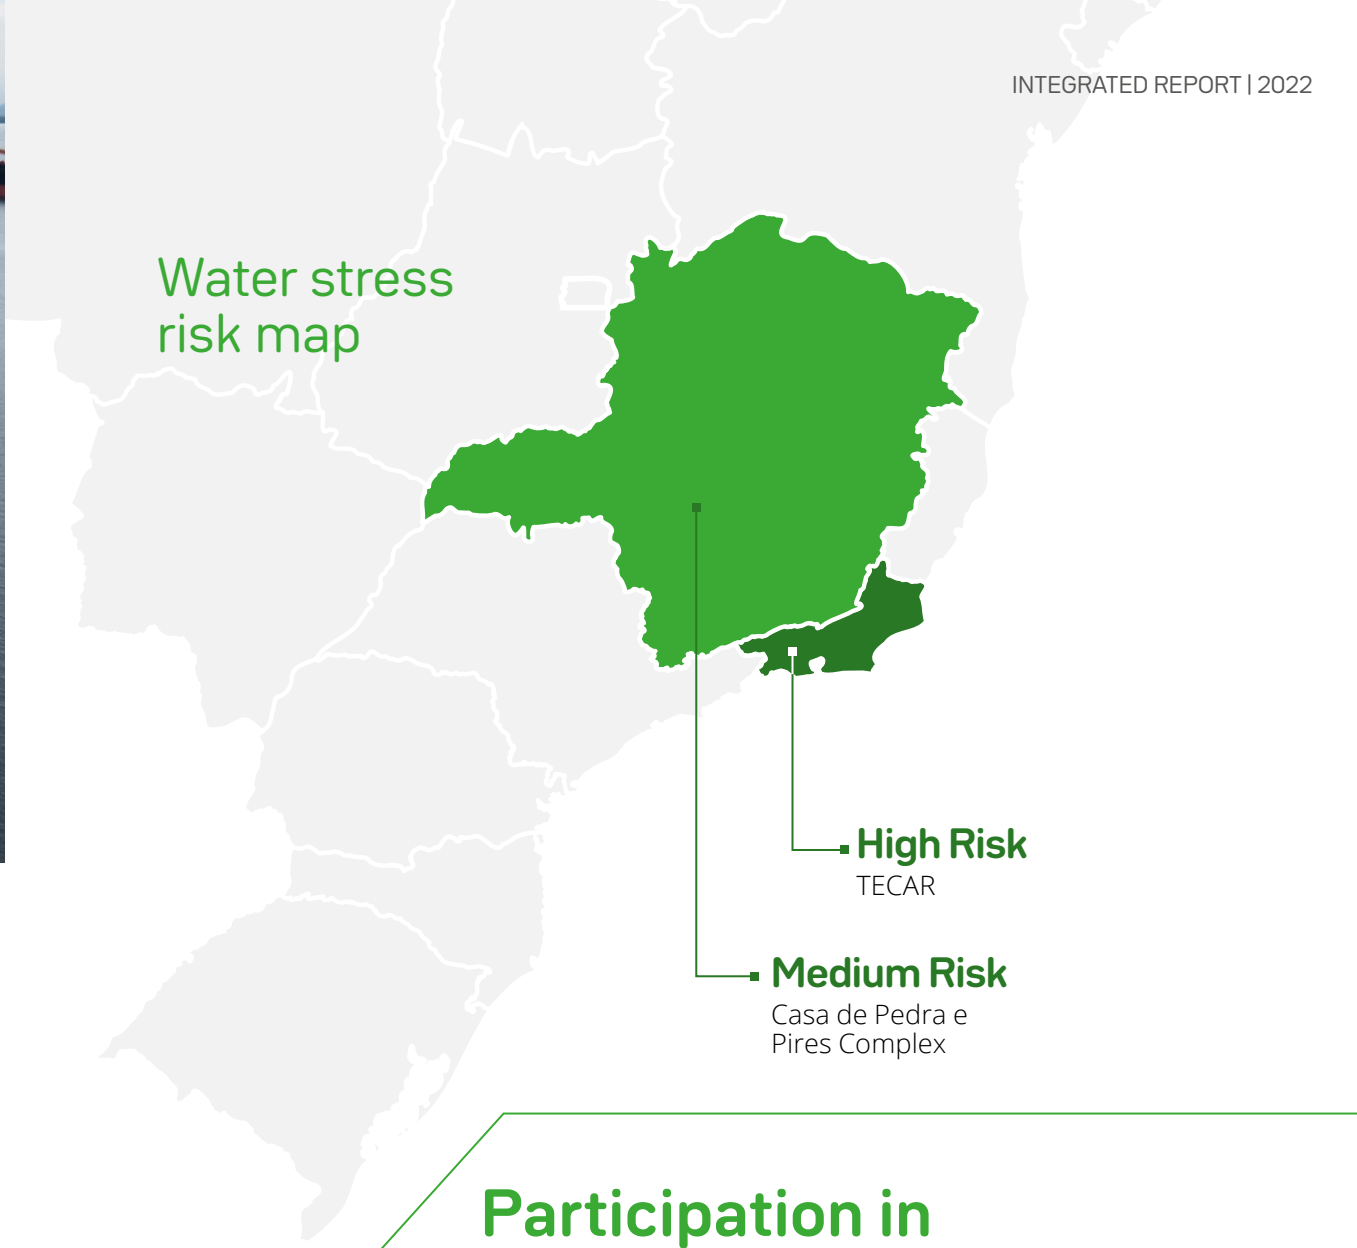 INTEGRATED REPORT | 2022
Water stress
risk map
High Risk
TECAR
Medium Risk
Casa de Pedra e
Pires Complex
Participation in